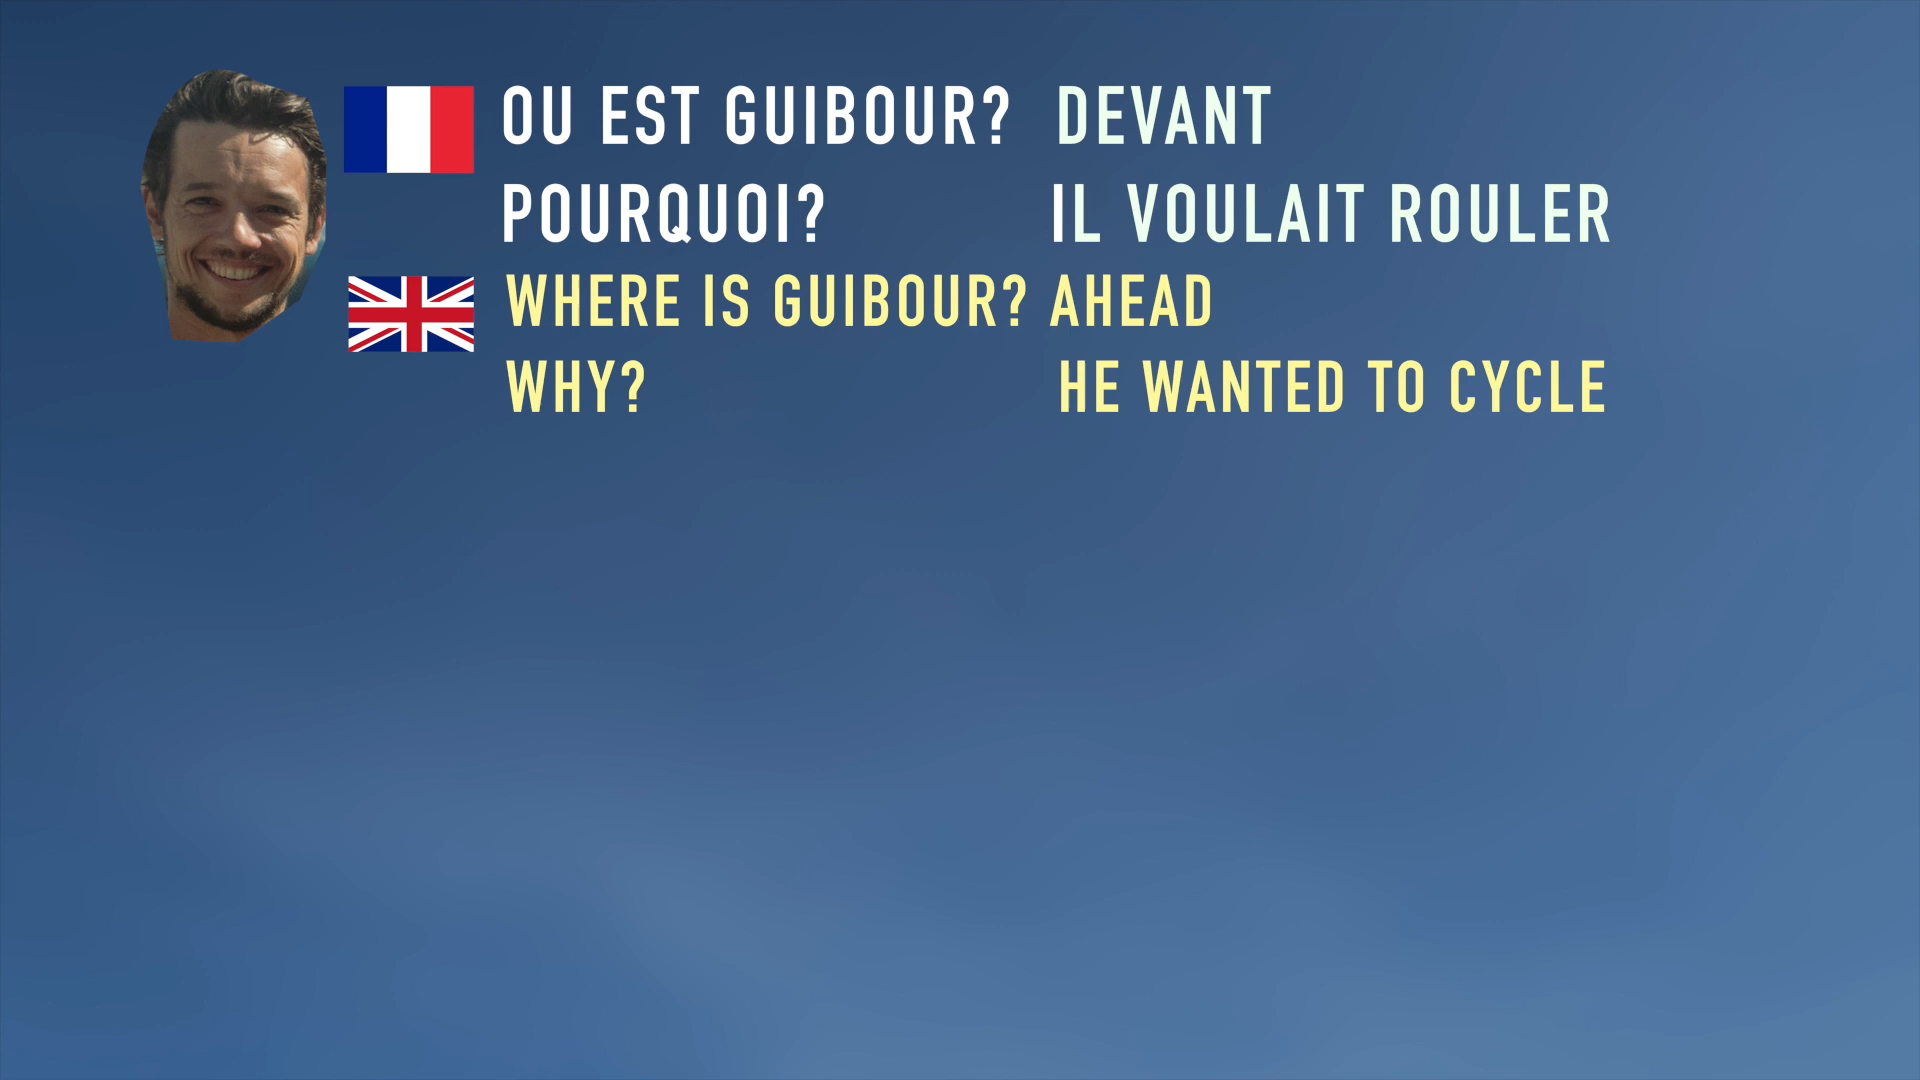 OU EST GUIBOUR? DEVANT
POURQUOI? IL VOULAIT ROULER
WHERE IS GUIBOUR? AHEAD
WHY? HE WANTED TO CYCLE